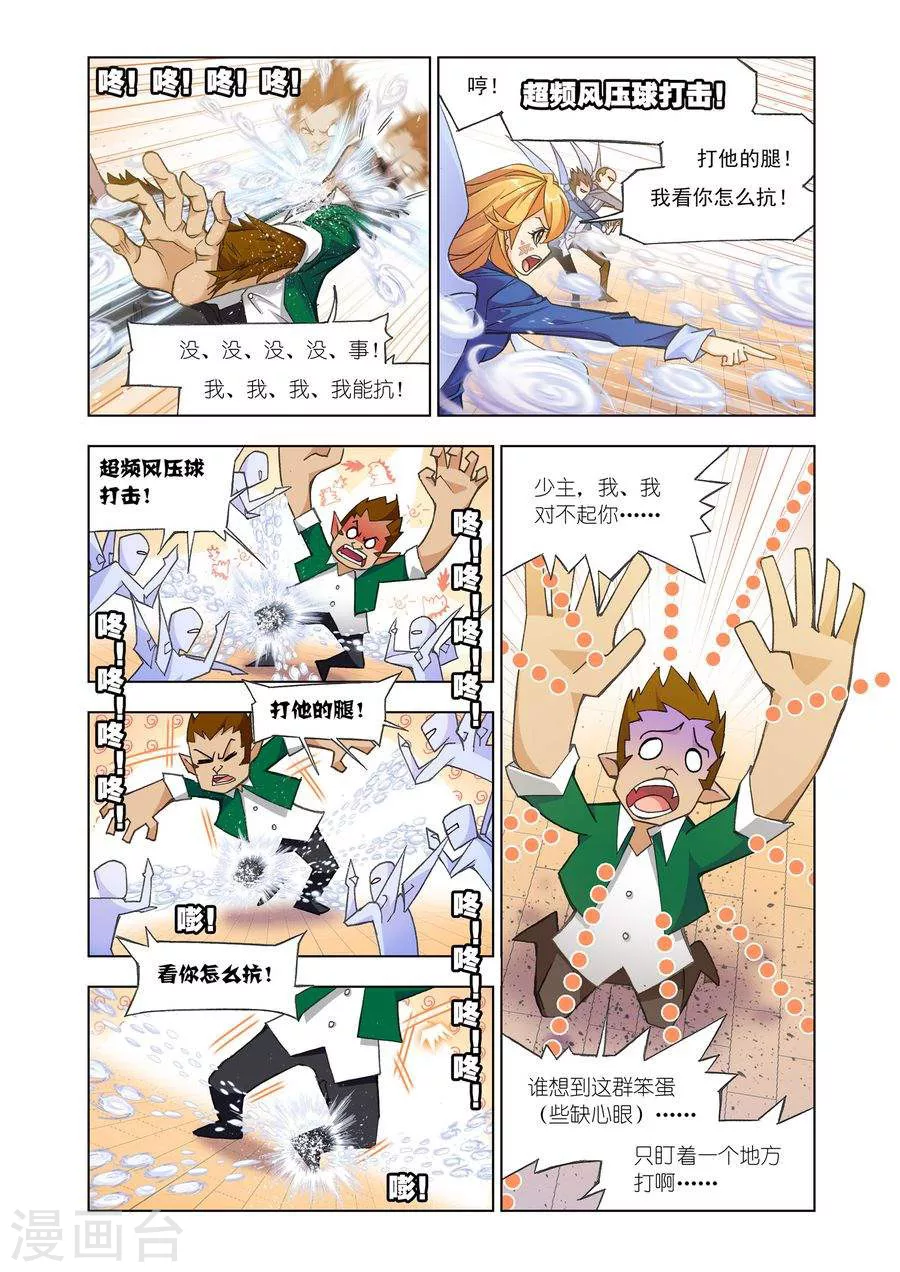 咚！咚！咚！咚！
没、没、没、没、事！
我、我、我、我能抗！
哼！
超频风压球打击！
打他的腿！
我看你怎么抗！
超频风压球
打击！
咚！咚！咚！咚！
咚！咚！咚！咚！
打他的腿！
嘭！
看你怎么抗！
咚！咚！咚！咚！
嘭！
少主，我、我
对不起你······
谁想到这群笨蛋
（些缺心眼）······
只盯着一个地方
打啊······
漫画台